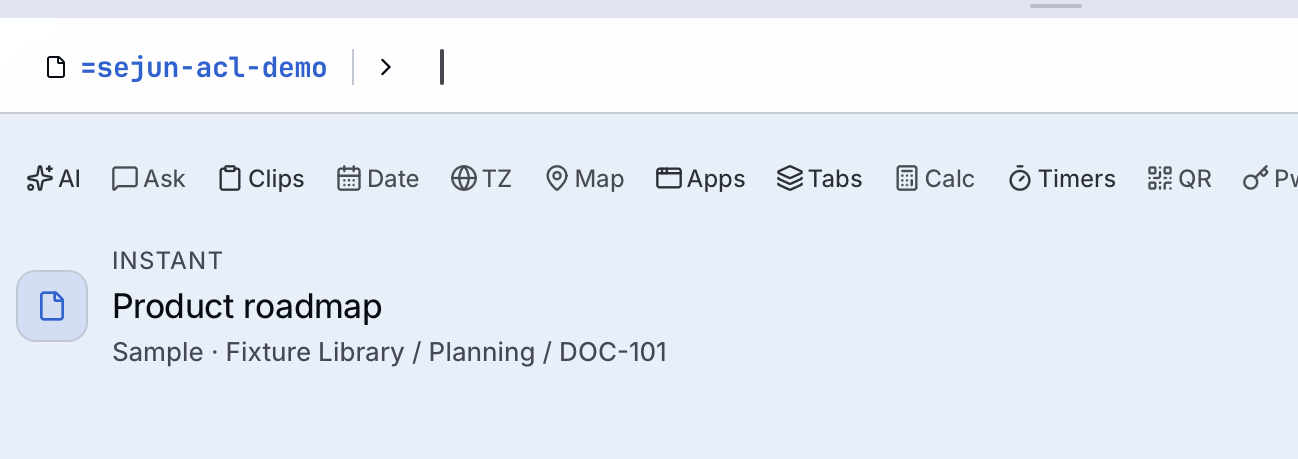 =sejun-acl-demo
AI Ask Clips Date TZ Map Apps Tabs Calc Timers QR
INSTANT
Product roadmap
Sample · Fixture Library / Planning / DOC-101